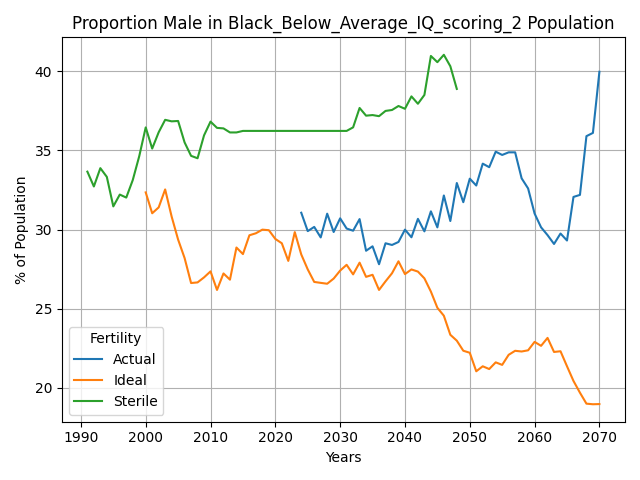 Proportion Male in Black_Below_Average_IQ_scoring_2 Population
% of Population
40
35
30
25
20
Fertility
Actual
Ideal
Sterile
1990 2000 2010 2020 2030 2040 2050 2060 2070
Years